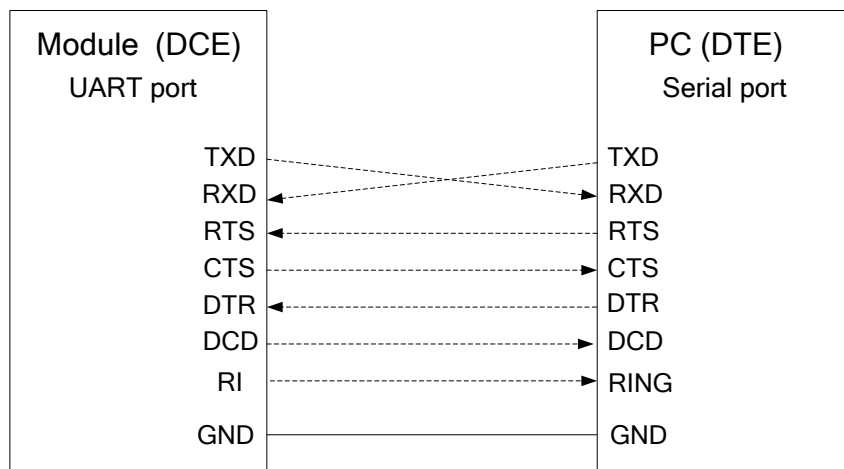 Module (DCE)
UART port
TXD
RXD
RTS
CTS
DTR
DCD
RI
GND
PC (DTE)
Serial port
TXD
RXD
RTS
CTS
DTR
DCD
RING
GND